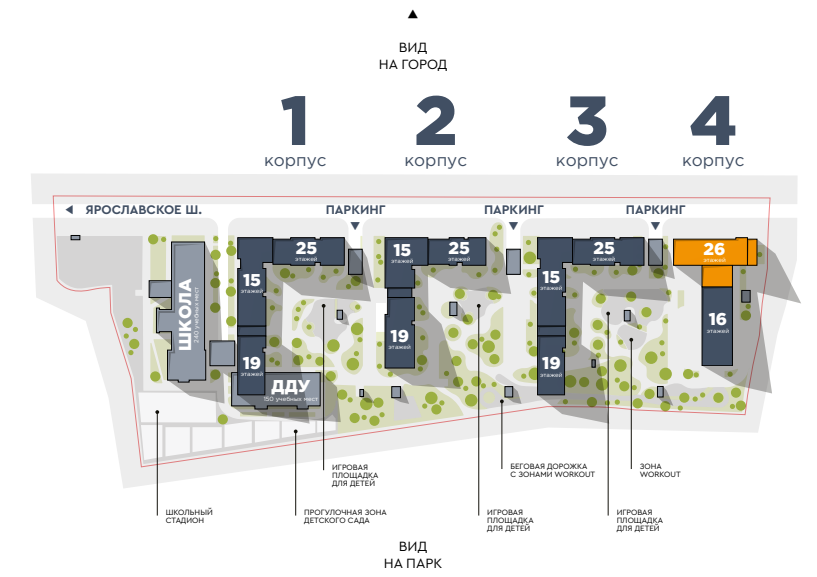 ВИД
НА ГОРОД
1
корпус
2
корпус
3
корпус
4
корпус
ЯРОСЛАВСКОЕ Ш.
ПАРКИНГ
ПАРКИНГ
ПАРКИНГ
25
этажей
15
этажей
19
этажей
15
этажей
25
этажей
19
этажей
25
этажей
15
этажей
19
этажей
26
этажей
16
этажей
ШКОЛА
ДДУ
150 учебных мест
ИГРОВАЯ
ПЛОЩАДКА
ДЛЯ ДЕТЕЙ
БЕГОВАЯ ДОРОЖКА
С ЗОНАМИ WORKOUT
ЗОНА
WORKOUT
ШКОЛЬНЫЙ
СТАДИОН
ПРОГУЛОЧНАЯ ЗОНА
ДЕТСКОГО САДА
ИГРОВАЯ
ПЛОЩАДКА
ДЛЯ ДЕТЕЙ
ИГРОВАЯ
ПЛОЩАДКА
ДЛЯ ДЕТЕЙ
ВИД
НА ПАРК